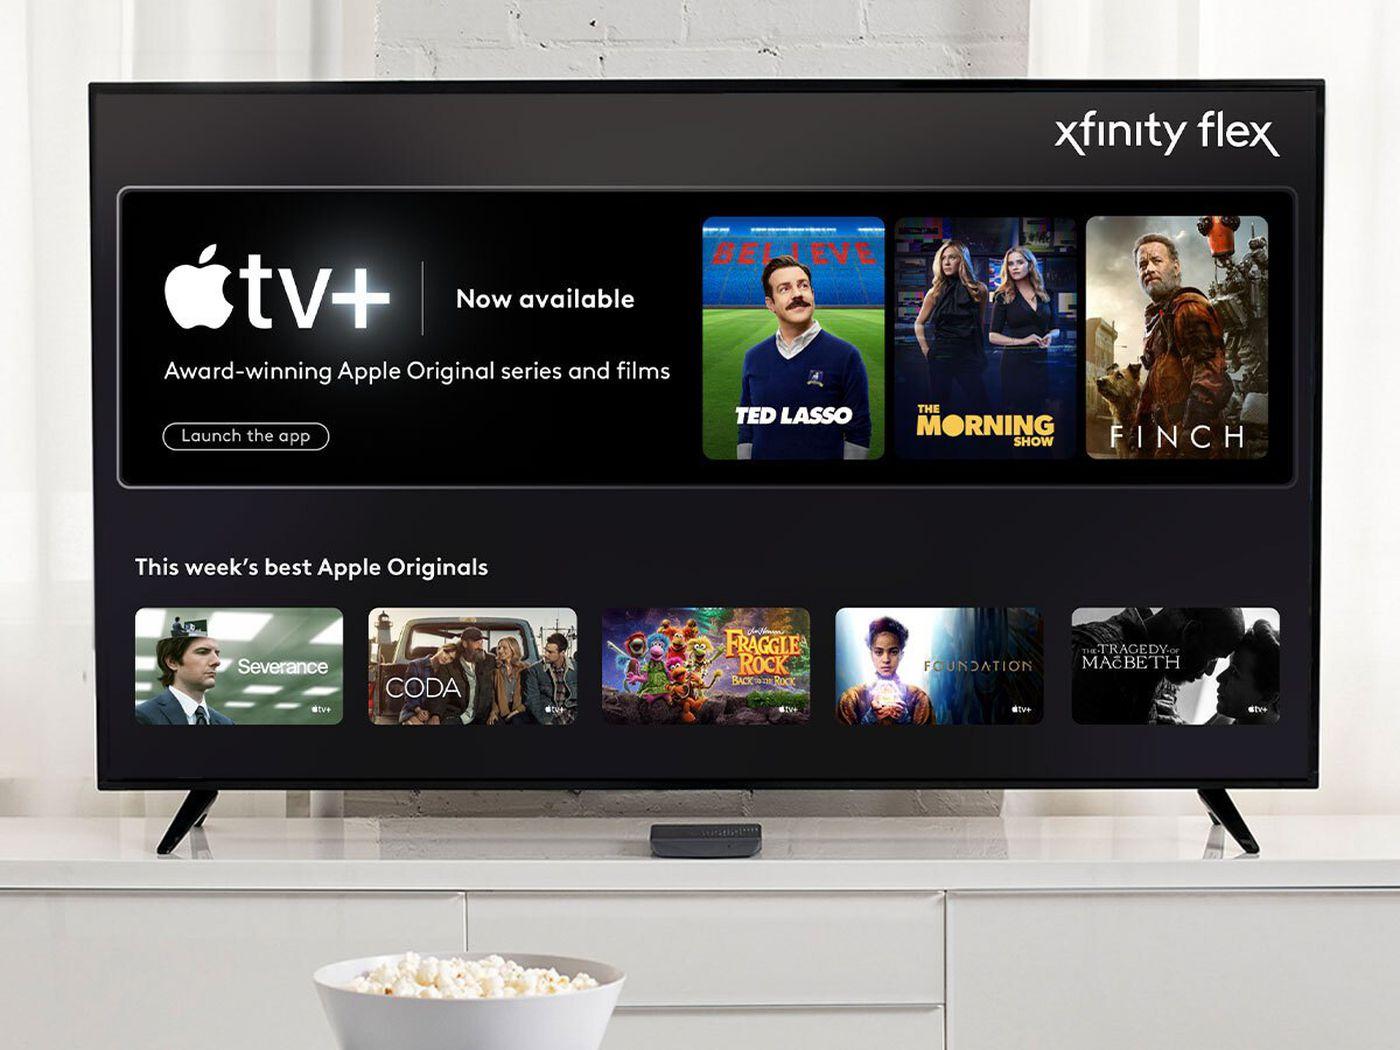 xfinity flex
tv+
Now available
Award-winning Apple Original series and films
Launch the app
BELIEVE
TED LASSO
THE
MORNING
SHOW
FINCH
This week's best Apple Originals
Severance
tv+
CODA
tv+
Jim Henson's
FRAGGLE
ROCK
BACK TO THE ROCK
tv+
FOUNDATION
tv+
THE TRAGEDY OF
MACBETH
tv+